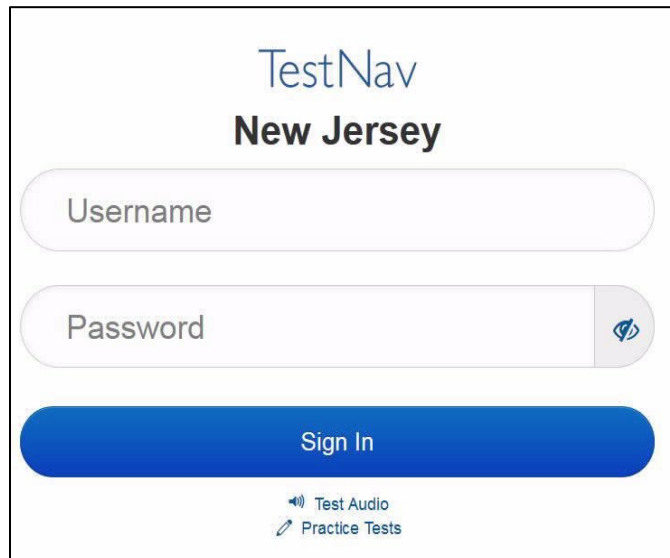 TestNav
New Jersey
Username
Password
Sign In
Test Audio
Practice Tests